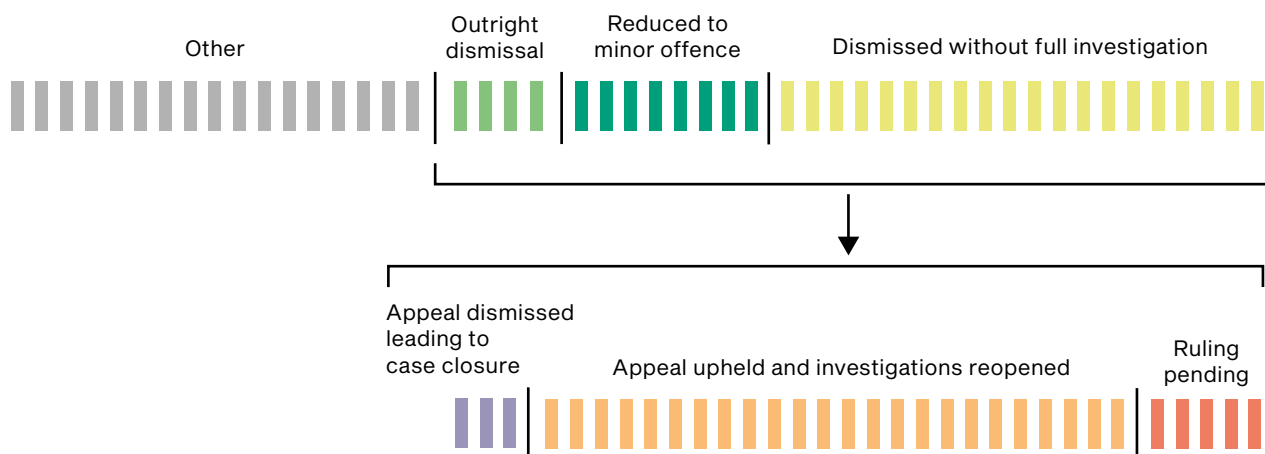 Other
Outright
dismissal
Reduced to
minor offence
Dismissed without full investigation
Appeal dismissed
leading to
case closure
Appeal upheld and investigations reopened
Ruling
pending